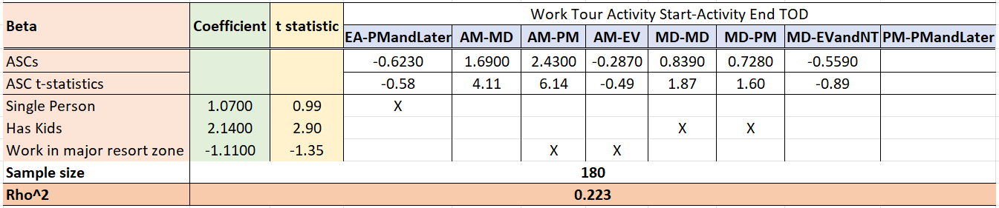 Beta Coefficient t statistic Work Tour Activity Start-Activity End TOD
EA-PMandLater AM-MD AM-PM AM-EV MD-MD MD-PM MD-EVandNT PM-PMandLater
ASCs -0.6230 1.6900 2.4300 -0.2870 0.8390 0.7280 -0.5590
ASC t-statistics -0.58 4.11 6.14 -0.49 1.87 1.60 -0.89
Single Person 1.0700 0.99 X
Has Kids 2.1400 2.90 X X
Work in major resort zone -1.1100 -1.35 X X
Sample size 180
Rho^2 0.223